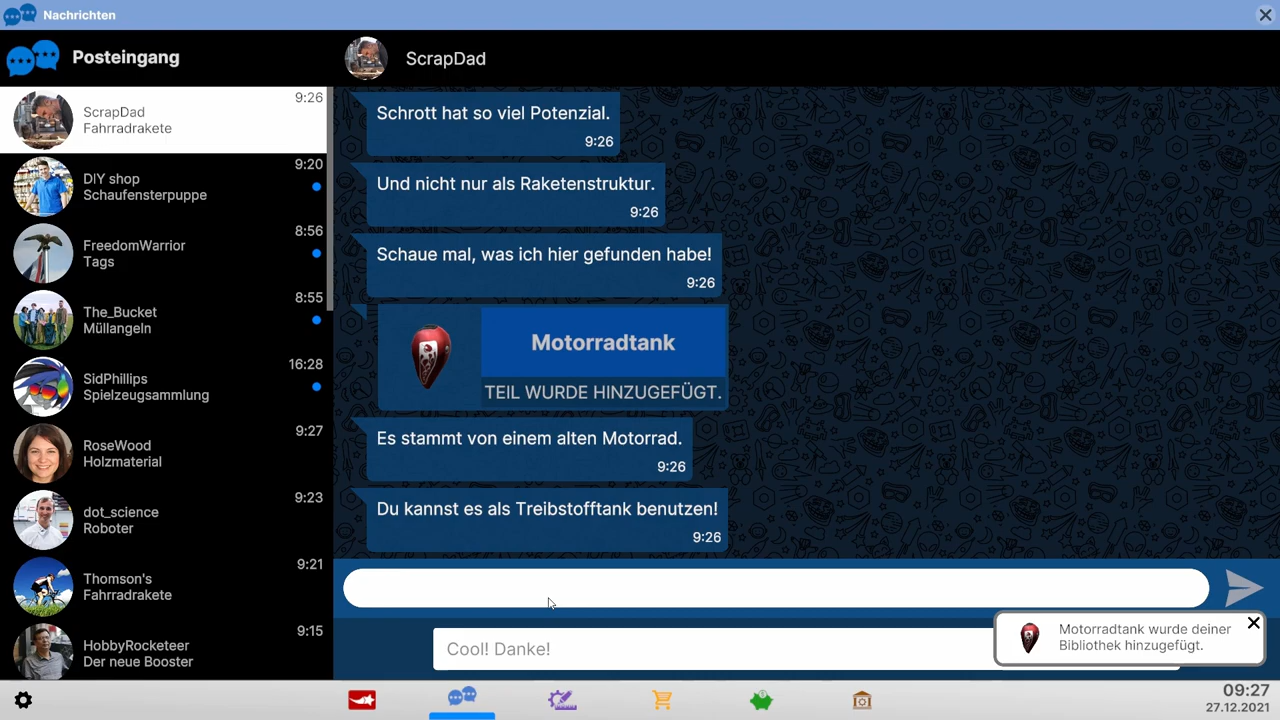 Nachrichten
Posteingang
ScrapDad
Fahrradrakete
9:26
DIY shop
Schaufensterpuppe
9:20
FreedomWarrior
Tags
8:56
The_Bucket
Müllangeln
8:55
SidPhillips
Spielzeugsammlung
16:28
RoseWood
Holzmaterial
9:27
dot_science
Roboter
9:23
Thomson's
Fahrradrakete
9:21
HobbyRocketeer
Der neue Booster
9:15
ScrapDad
Schrott hat so viel Potenzial.
9:26
Und nicht nur als Raketenstruktur.
9:26
Schaue mal, was ich hier gefunden habe!
9:26
Motorradtank
TEIL WURDE HINZUGEFÜGT.
Es stammt von einem alten Motorrad.
9:26
Du kannst es als Treibstofftank benutzen!
9:26
Cool! Danke!
Motorradtank wurde deiner
Bibliothek hinzugefügt.
09:27
27.12.2021